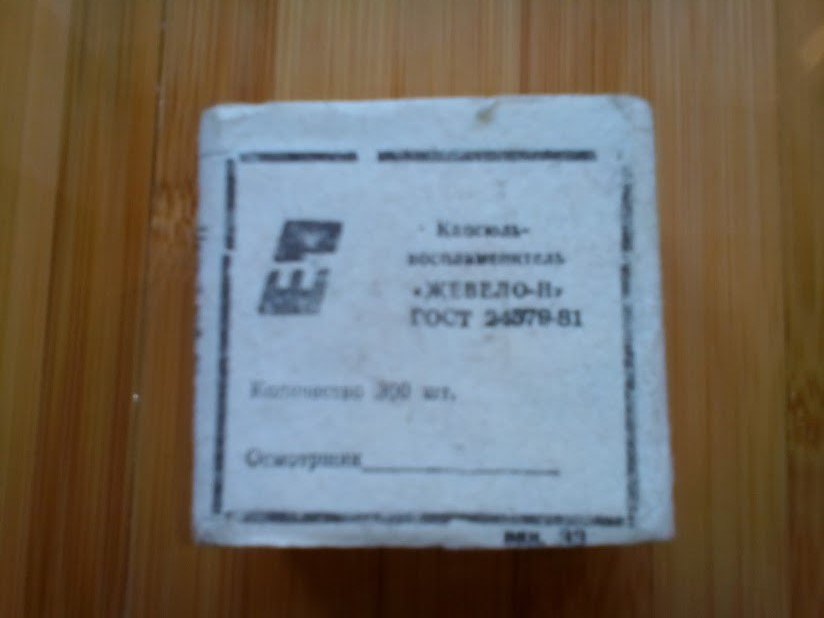 Капсюль-
воспламенитель
«ЖЕВЕЛО-Н»
ГОСТ 24579-81
Количество 200 шт.
Осмотрщик